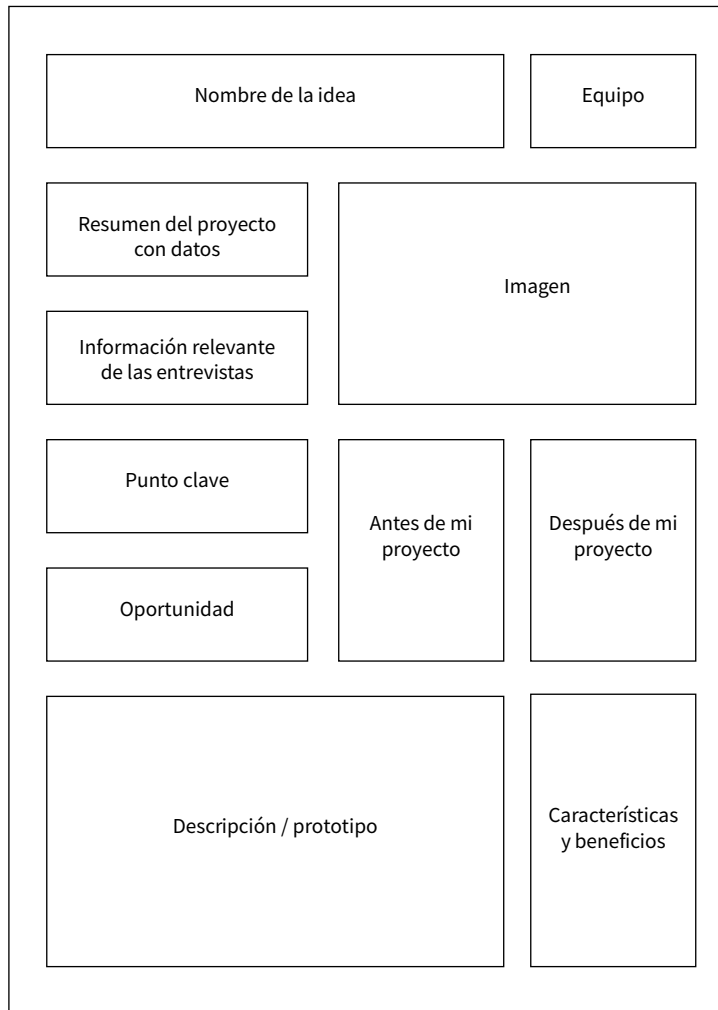 Nombre de la idea
Equipo
Resumen del proyecto
con datos
Imagen
Información relevante
de las entrevistas
Punto clave
Antes de mi
proyecto
Después de mi
proyecto
Oportunidad
Descripción / prototipo
Características
y beneficios